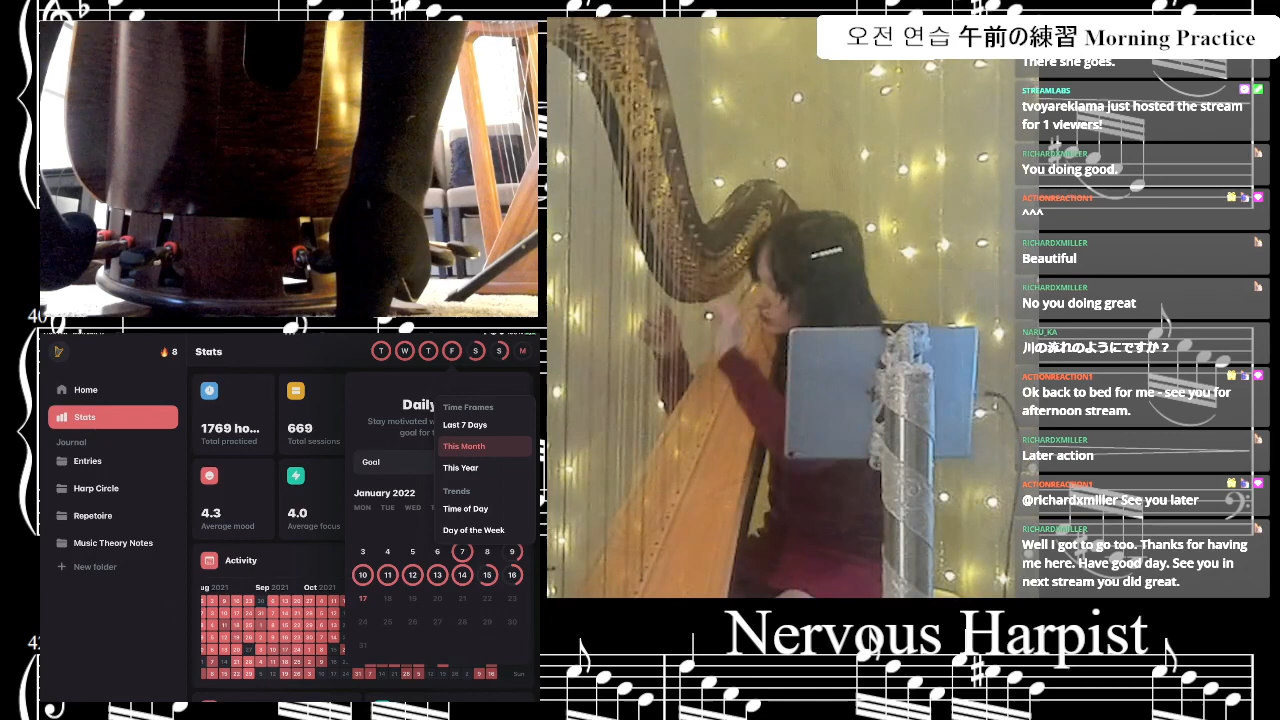 오전 연습 午前の練習 Morning Practice
There she goes.
STREAMLABS
tvoyareklama just hosted the stream
for 1 viewers!
RICHARDXMILLER
You doing good.
ACTIONREACTION1
^^^
RICHARDXMILLER
Beautiful
RICHARDXMILLER
No you doing great
NARU_KA
川の流れのようにですか？
ACTIONREACTION1
Ok back to bed for me - see you for
afternoon stream.
RICHARDXMILLER
Later action
ACTIONREACTION1
@richardxmiller See you later
RICHARDXMILLER
Well I got to go too. Thanks for having
me here. Have good day. See you in
next stream you did great.
Nervous Harpist
8
Stats
T W T F S S M
Home
Stats
Journal
Entries
Harp Circle
Repetoire
Music Theory Notes
New folder
1769 ho...
Total practiced
669
Total sessions
4.3
Average mood
4.0
Average focus
Daily
Stay motivated
goal for
Goal
January 2022
MON TUE WED
Time Frames
Last 7 Days
This Month
This Year
Trends
Time of Day
Day of the Week
3 4 5 6 7 8 9
10 11 12 13 14 15 16
17 18 19 20 21 22 23
24 25 26 27 28 29 30
31
Activity
ug 2021 Sep 2021 Oct 2021
Sun